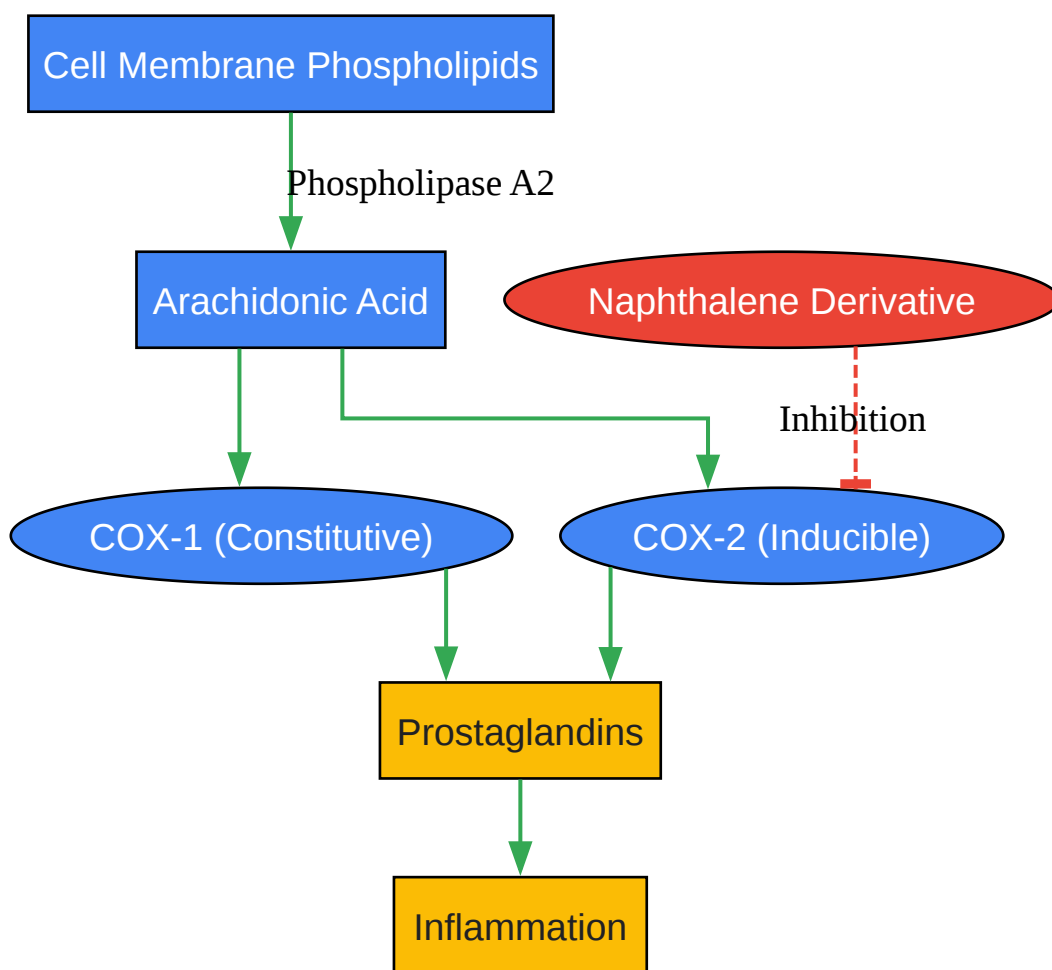 Cell Membrane Phospholipids
Phospholipase A2
Arachidonic Acid
Naphthalene Derivative
Inhibition
COX-1 (Constitutive)
COX-2 (Inducible)
Prostaglandins
Inflammation